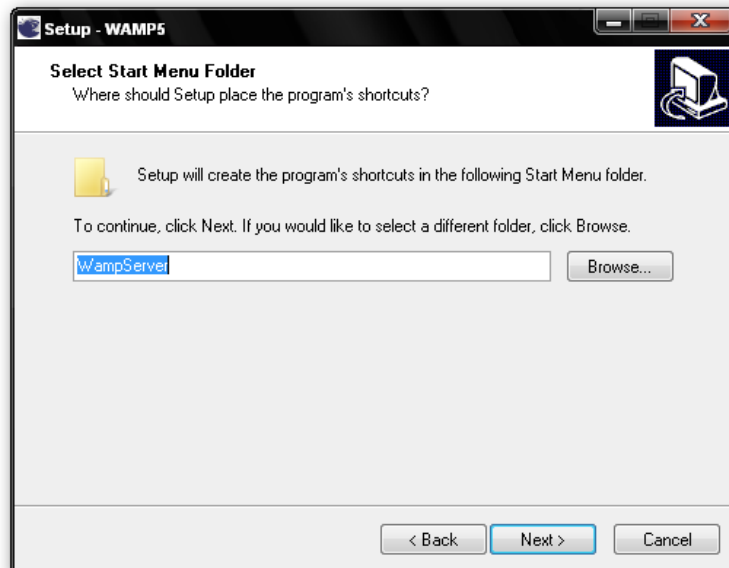 Setup - WAMP5
Select Start Menu Folder
Where should Setup place the program's shortcuts?
Setup will create the program's shortcuts in the following Start Menu folder.
To continue, click Next. If you would like to select a different folder, click Browse.
WampServer
Browse...
< Back
Next >
Cancel